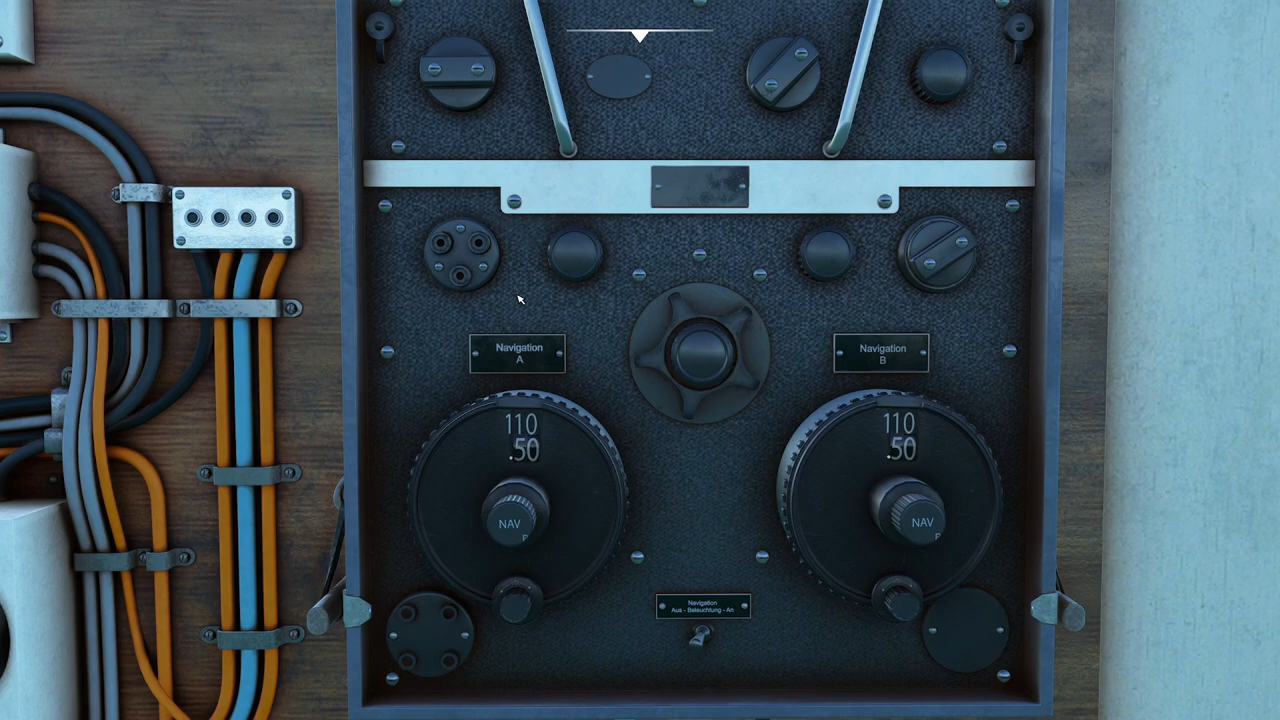 Navigation
A
Navigation
B
110
.50
110
.50
NAV
NAV
Navigation
Aus - Beleuchtung - An